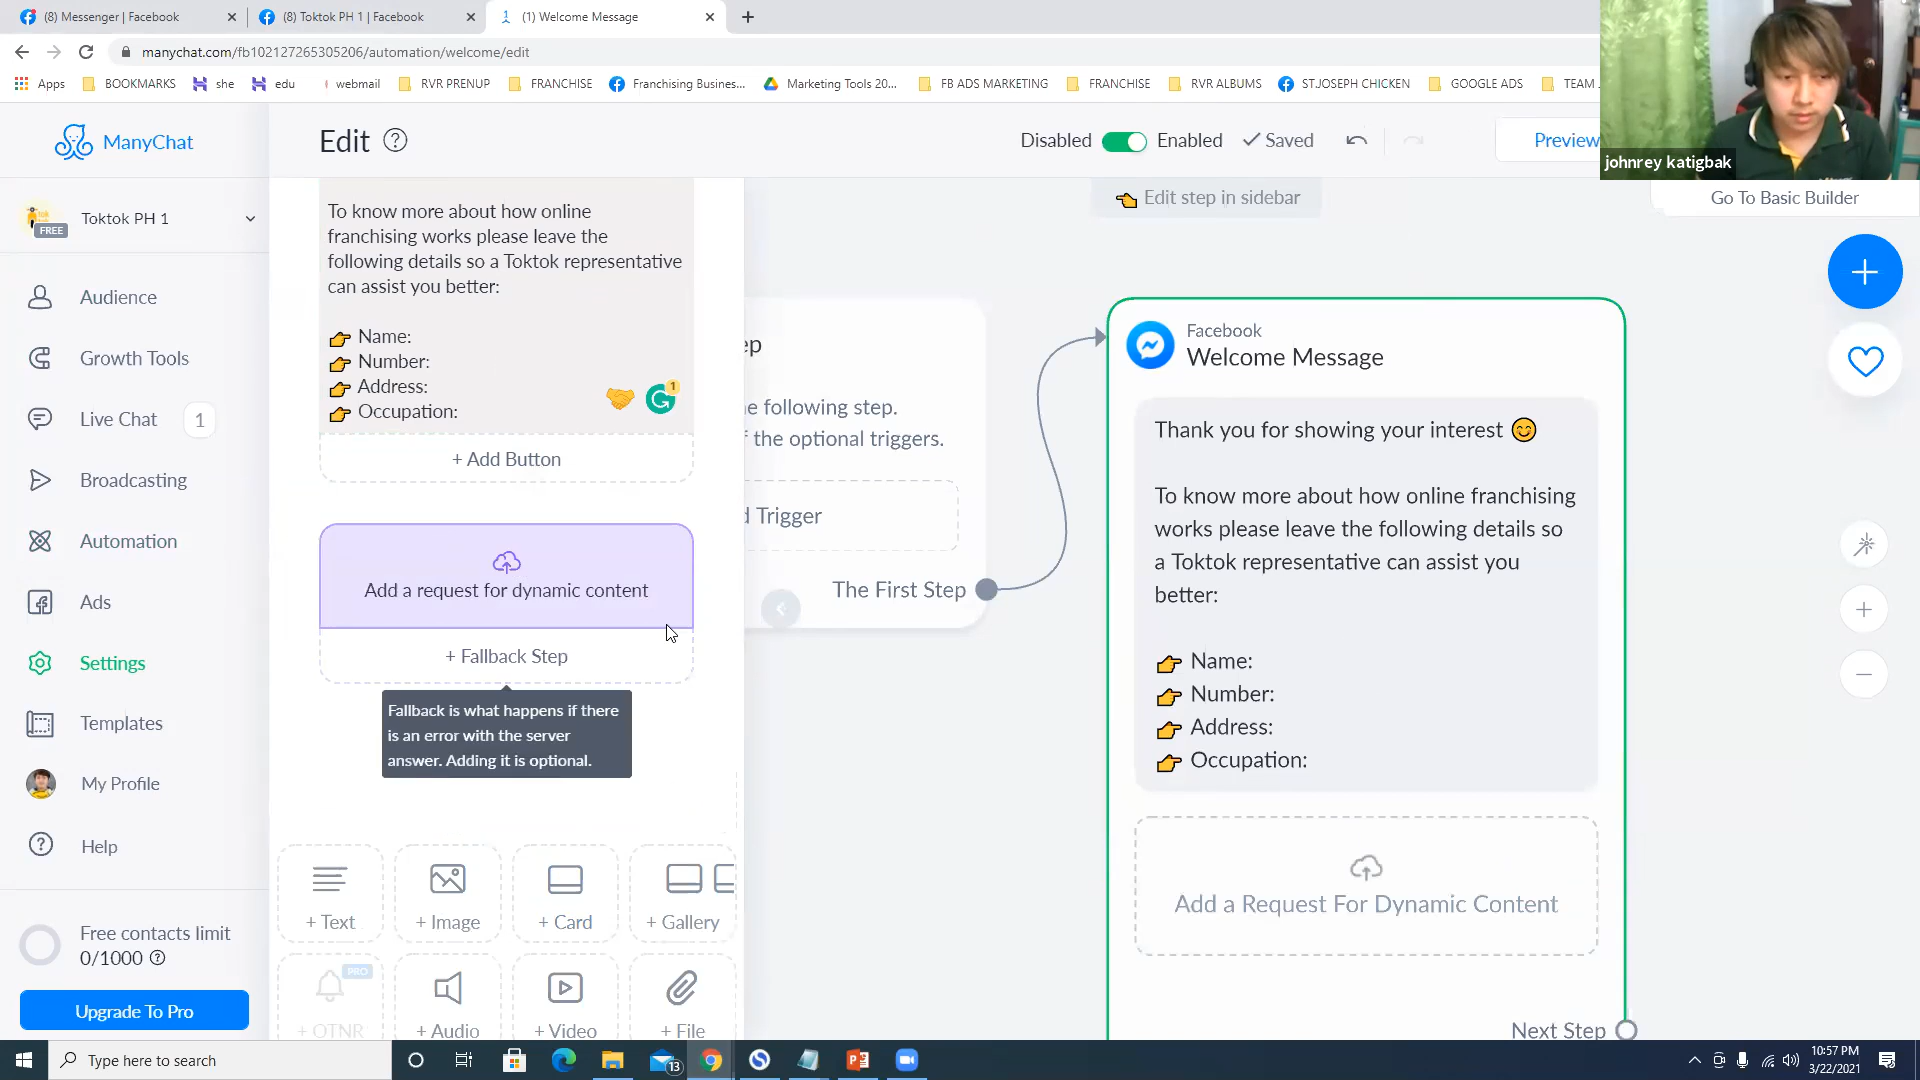 (8) Messenger | Facebook
(8) Toktok PH 1 | Facebook
(1) Welcome Message
manychat.com/fb102127265305206/automation/welcome/edit
Apps BOOKMARKS she edu webmail RVR PRENUP FRANCHISE Franchising Busines... Marketing Tools 20... FB ADS MARKETING FRANCHISE RVR ALBUMS ST.JOSEPH CHICKEN GOOGLE ADS TEAM
johnrey katigbak
ManyChat
Edit
Disabled Enabled Saved Preview
Go To Basic Builder
Toktok PH 1
FREE
Audience
Growth Tools
Live Chat 1
Broadcasting
Automation
Ads
Settings
Templates
My Profile
Help
Free contacts limit
0/1000
Upgrade To Pro
To know more about how online
franchising works please leave the
following details so a Toktok representative
can assist you better:
👉 Name:
👉 Number:
👉 Address:
👉 Occupation:
1
+ Add Button
Add a request for dynamic content
+ Fallback Step
Fallback is what happens if there
is an error with the server
answer. Adding it is optional.
+ Text
+ Image
+ Card
+ Gallery
PRO
+ OTNR
+ Audio
+ Video
+ File
Edit step in sidebar
ep
e following step.
f the optional triggers.
d Trigger
The First Step
Facebook
Welcome Message
Thank you for showing your interest 😊
To know more about how online franchising
works please leave the following details so
a Toktok representative can assist you
better:
👉 Name:
👉 Number:
👉 Address:
👉 Occupation:
Add a Request For Dynamic Content
Next Step
Type here to search
13
10:57 PM
3/22/2021